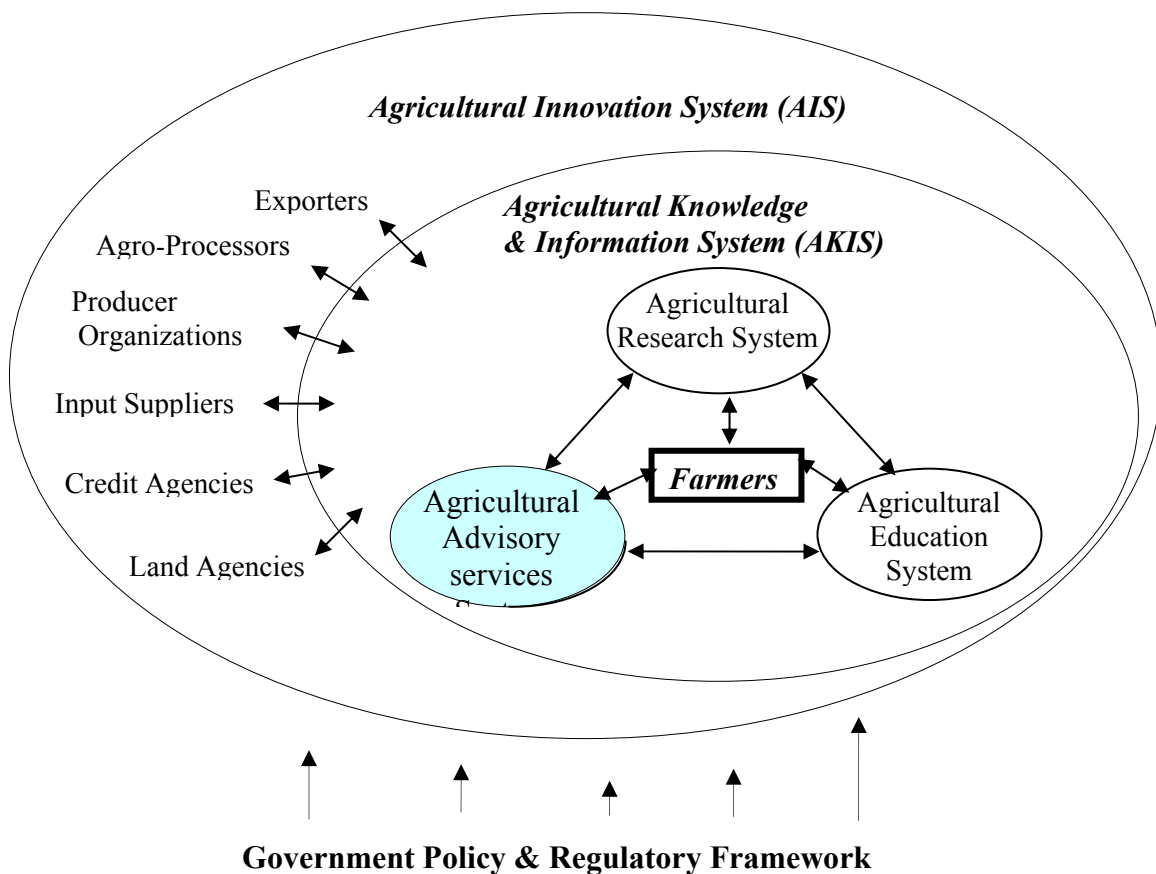 Agricultural Innovation System (AIS)
Exporters
Agro-Processors
Producer
Organizations
Input Suppliers
Credit Agencies
Land Agencies
Agricultural Knowledge
& Information System (AKIS)
Agricultural
Research System
Farmers
Agricultural
Advisory
services
Agricultural
Education
System
Government Policy & Regulatory Framework